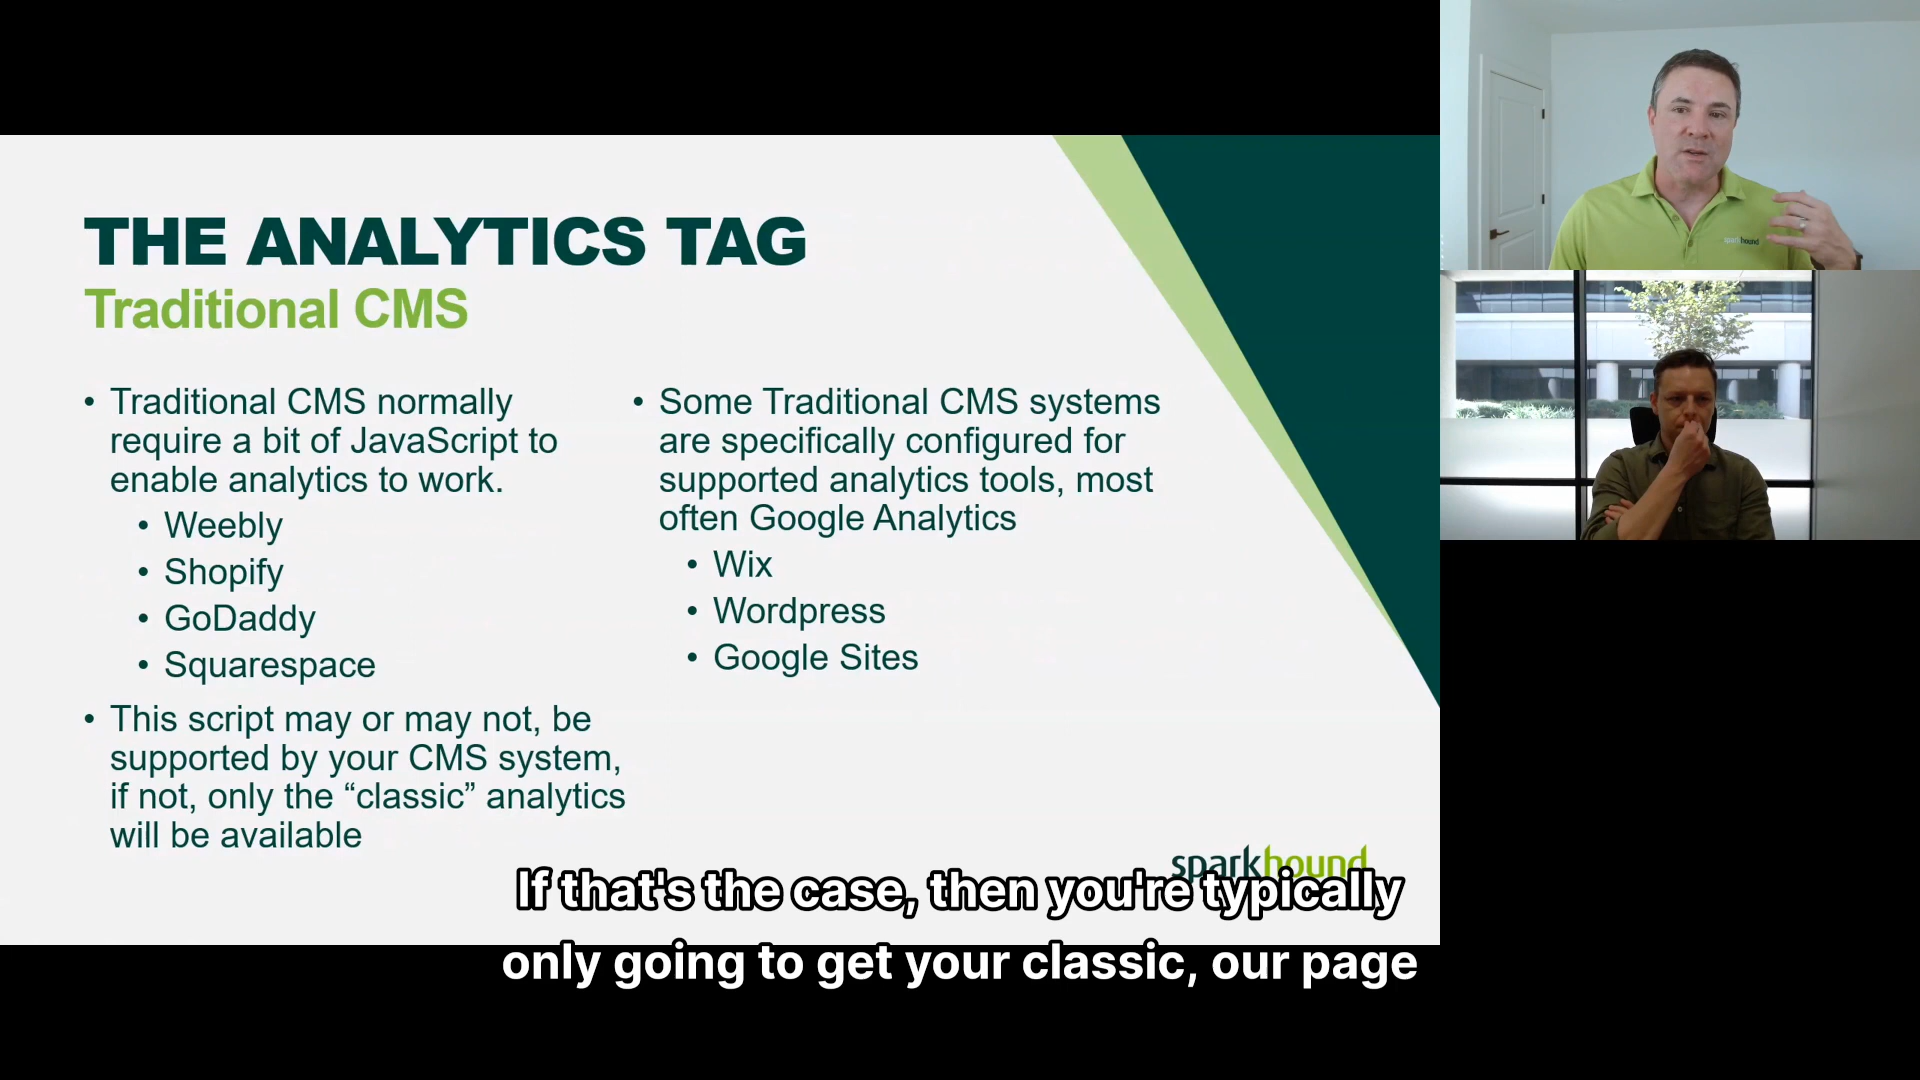 THE ANALYTICS TAG
Traditional CMS
• Traditional CMS normally
require a bit of JavaScript to
enable analytics to work.
• Weebly
• Shopify
• GoDaddy
• Squarespace
• This script may or may not, be
supported by your CMS system,
if not, only the “classic” analytics
will be available
• Some Traditional CMS systems
are specifically configured for
supported analytics tools, most
often Google Analytics
• Wix
• Wordpress
• Google Sites
sparkhound
If that's the case, then you're typically
only going to get your classic, our page
sparkhound